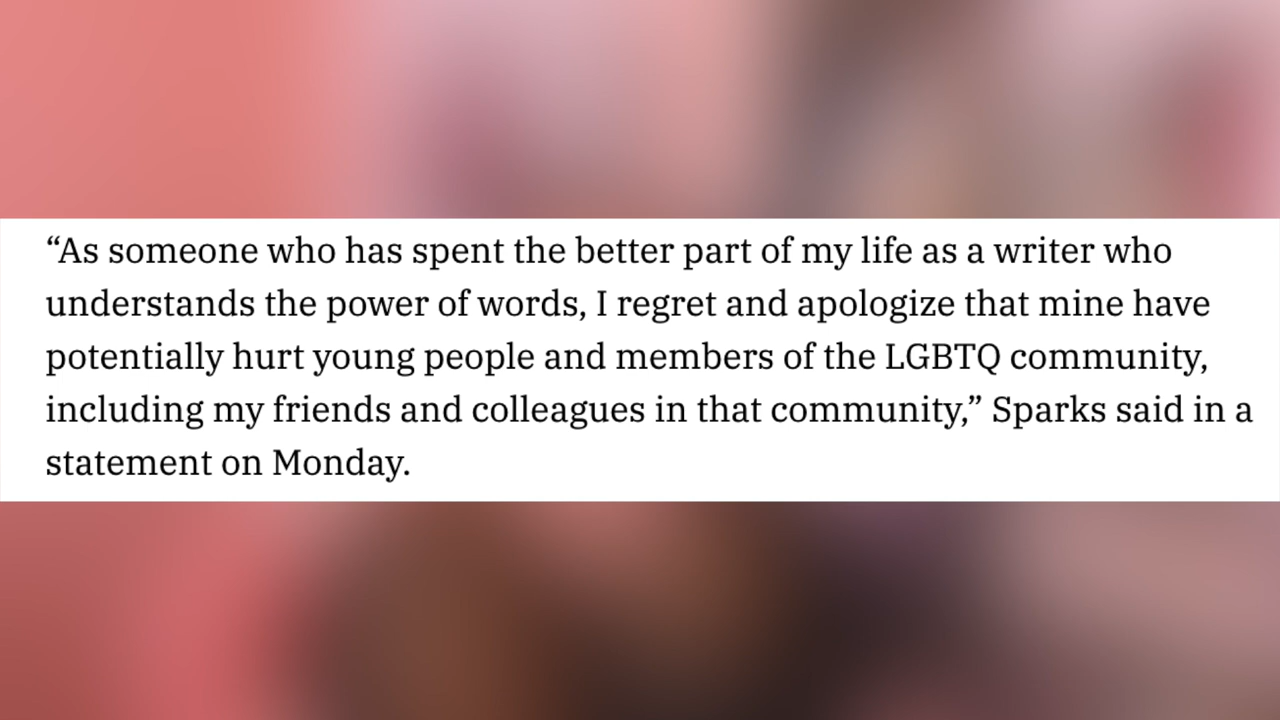 “As someone who has spent the better part of my life as a writer who
understands the power of words, I regret and apologize that mine have
potentially hurt young people and members of the LGBTQ community,
including my friends and colleagues in that community,” Sparks said in a
statement on Monday.